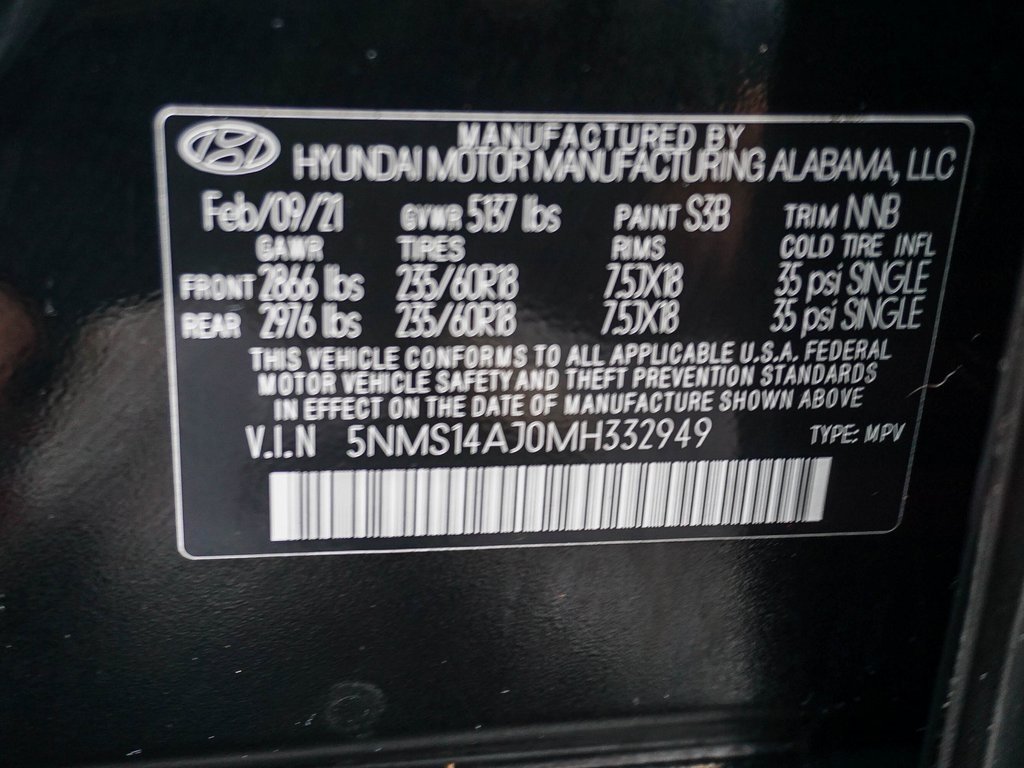 MANUFACTURED BY
HYUNDAI MOTOR MANUFACTURING ALABAMA, LLC
Feb/09/21 GVWR 5137 lbs PAINT S3B TRIM NNB
GAWR TIRES RIMS COLD TIRE INFL
FRONT 2866 lbs 235/60R18 7.5JX18 35 psi SINGLE
REAR 2976 lbs 235/60R18 7.5JX18 35 psi SINGLE
THIS VEHICLE CONFORMS TO ALL APPLICABLE U.S.A. FEDERAL
MOTOR VEHICLE SAFETY AND THEFT PREVENTION STANDARDS
IN EFFECT ON THE DATE OF MANUFACTURE SHOWN ABOVE
V.I.N 5NMS14AJ0MH332949 TYPE: MPV